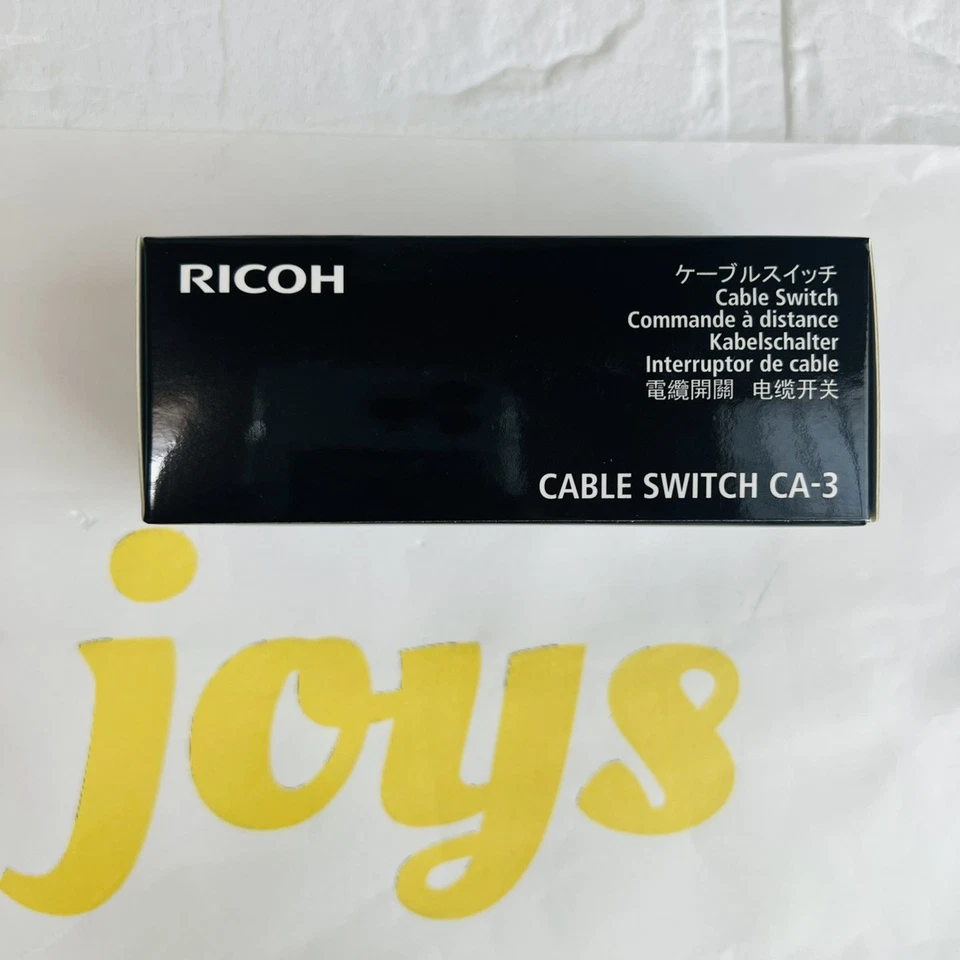 RICOH
ケーブルスイッチ
Cable Switch
Commande à distance
Kabelschalter
Interruptor de cable
電纜開關 电缆开关
CABLE SWITCH CA-3
joys